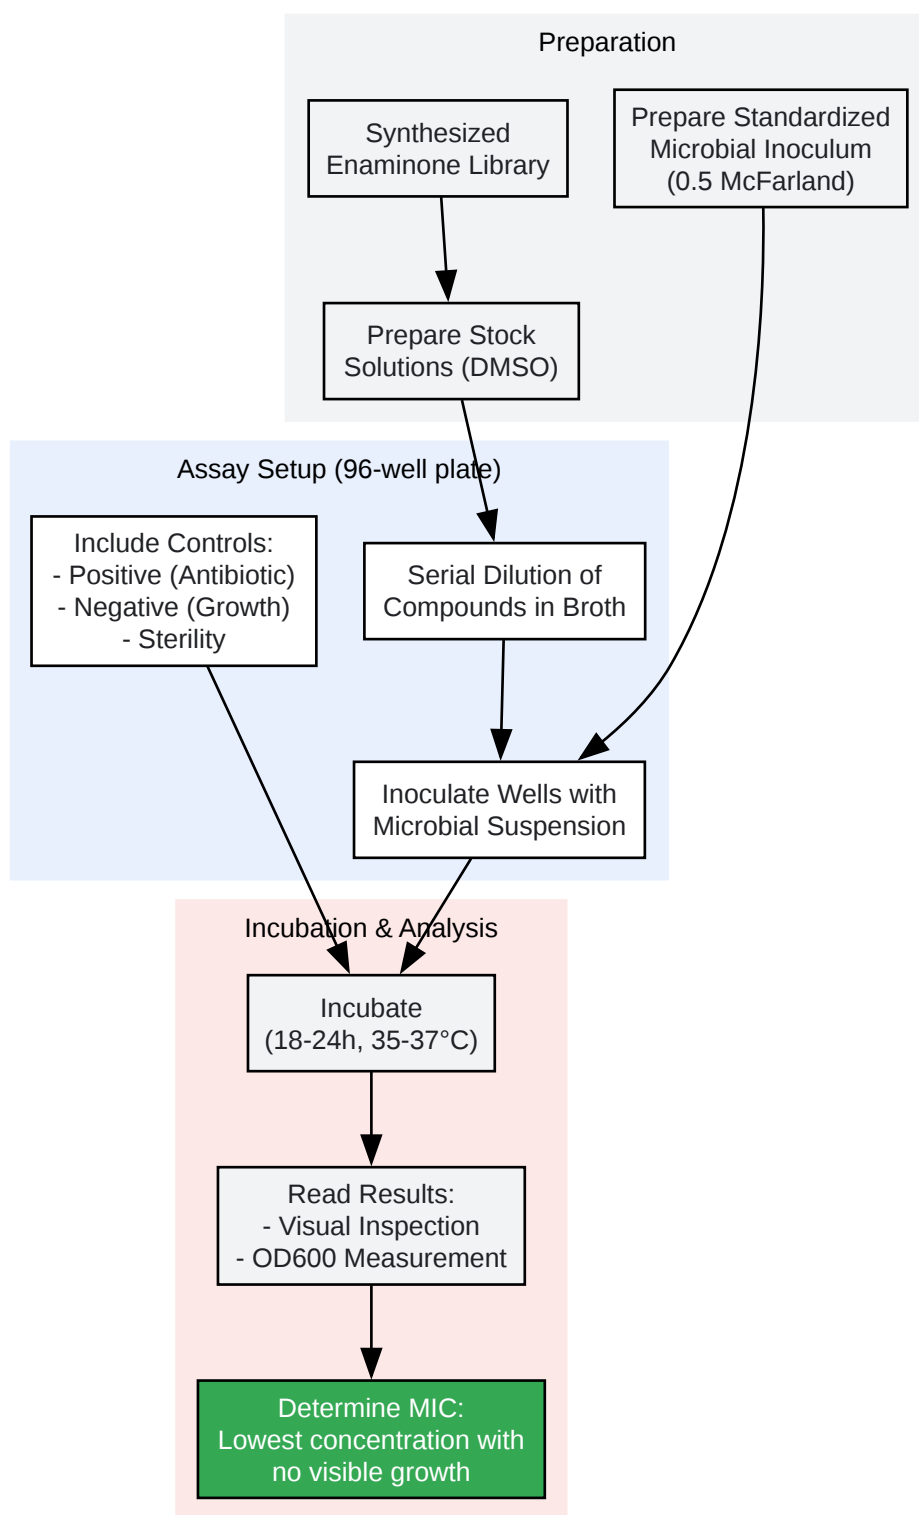 Preparation
Synthesized
Enaminone Library
Prepare Standardized
Microbial Inoculum
(0.5 McFarland)
Prepare Stock
Solutions (DMSO)
Assay Setup (96-well plate)
Include Controls:
- Positive (Antibiotic)
- Negative (Growth)
- Sterility
Serial Dilution of
Compounds in Broth
Inoculate Wells with
Microbial Suspension
Incubation & Analysis
Incubate
(18-24h, 35-37°C)
Read Results:
- Visual Inspection
- OD600 Measurement
Determine MIC:
Lowest concentration with
no visible growth